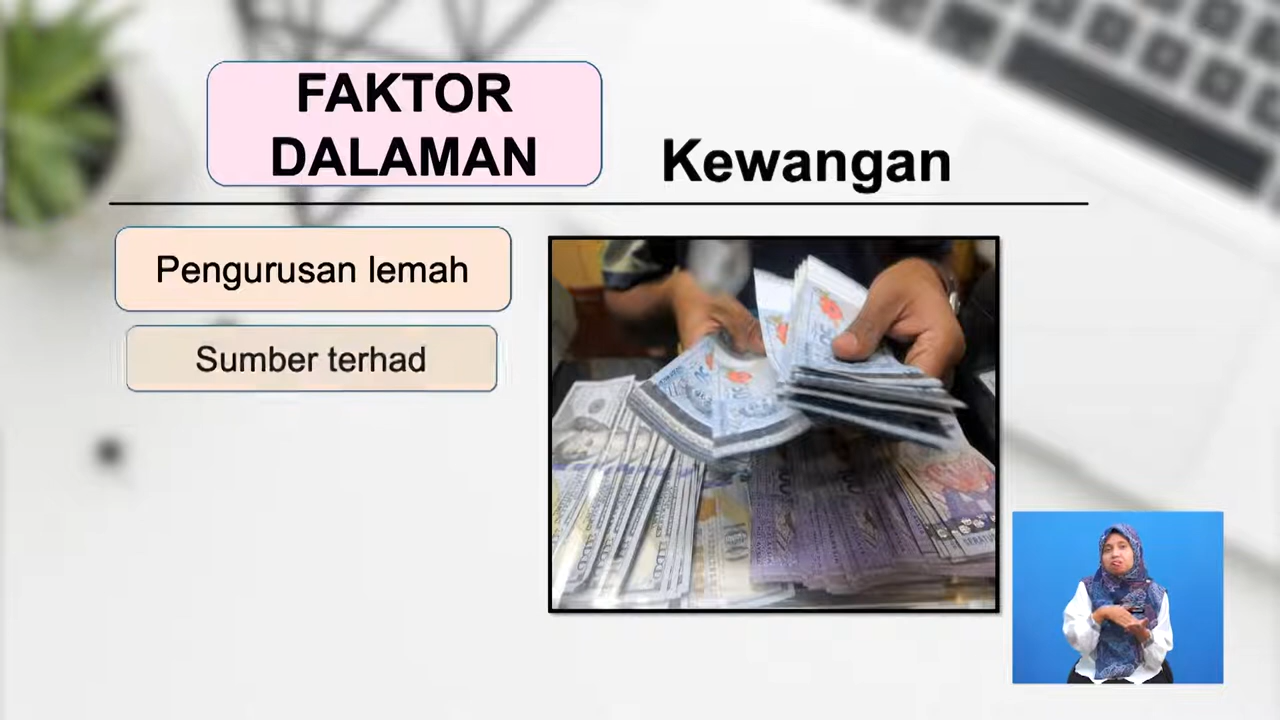 FAKTOR
DALAMAN
Kewangan
Pengurusan lemah
Sumber terhad